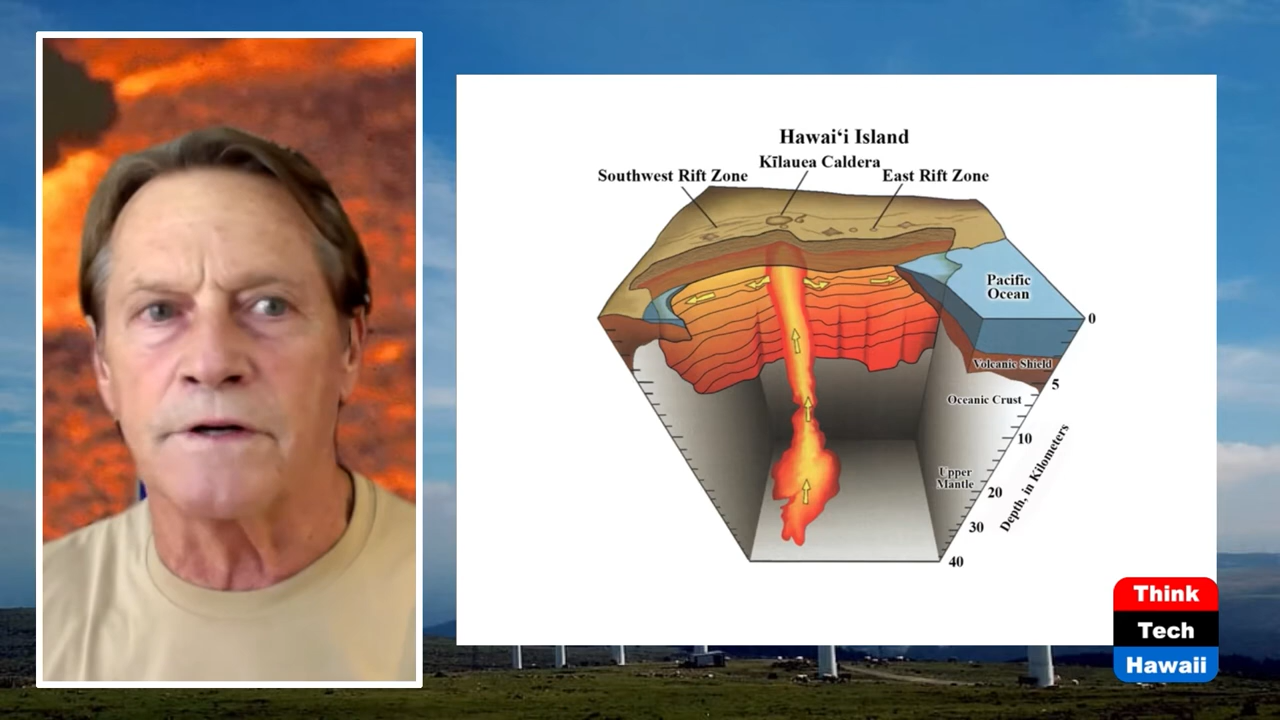 Hawai‘i Island
Kīlauea Caldera
Southwest Rift Zone
East Rift Zone
Pacific
Ocean
0
Volcanic Shield
5
Oceanic Crust
10
Upper
Mantle
20
30
Depth, in Kilometers
40
Think
Tech
Hawaii